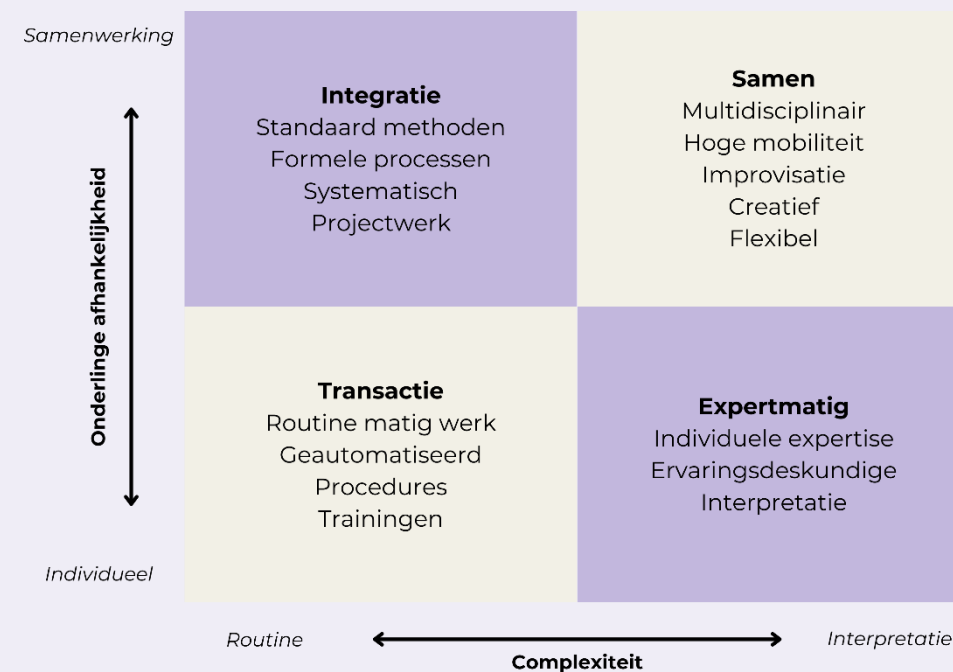 Samenwerking
Integratie
Standaard methoden
Formele processen
Systematisch
Projectwerk
Samen
Multidisciplinair
Hoge mobiliteit
Improvisatie
Creatief
Flexibel
Onderlinge afhankelijkheid
Transactie
Routine matig werk
Geautomatiseerd
Procedures
Trainingen
Expertmatig
Individuele expertise
Ervaringsdeskundige
Interpretatie
Individueel
Routine
Interpretatie
Complexiteit